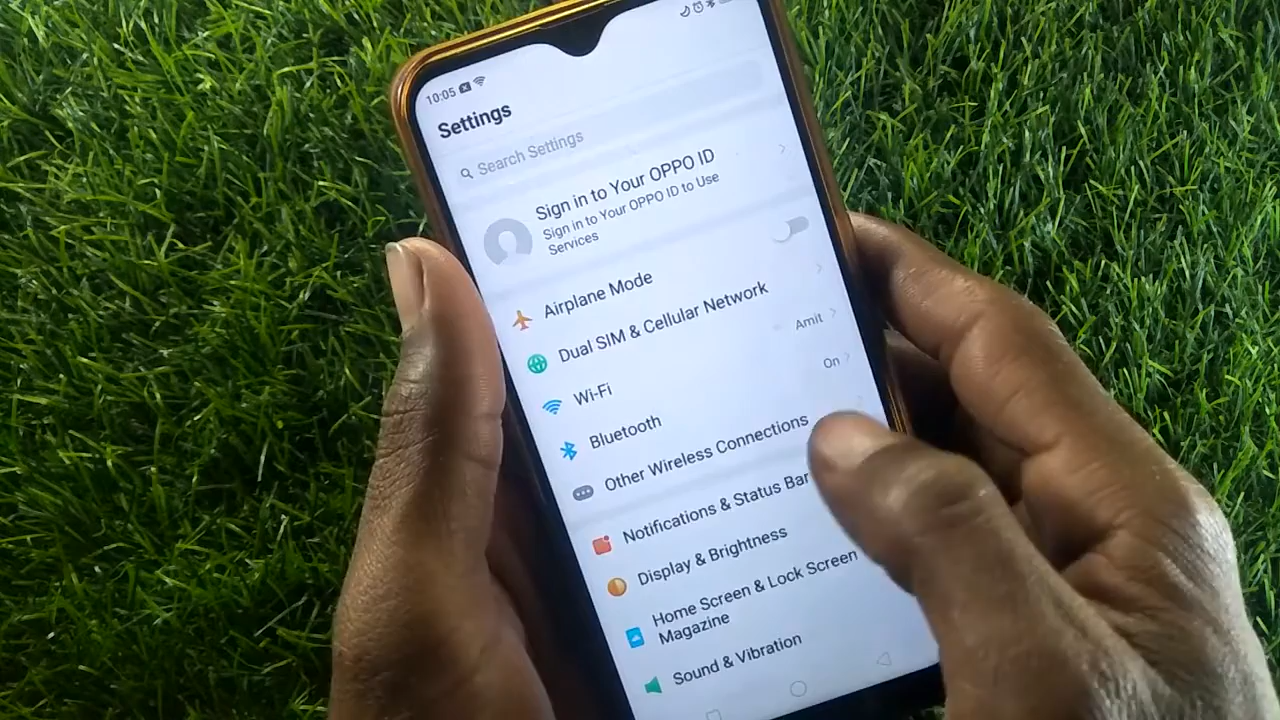 10:05
Settings
Search Settings
Sign in to Your OPPO ID
Sign in to Your OPPO ID to Use
Services
Airplane Mode
Dual SIM & Cellular Network
Wi-Fi
Amit
Bluetooth
On
Other Wireless Connections
Notifications & Status Bar
Display & Brightness
Home Screen & Lock Screen
Magazine
Sound & Vibration